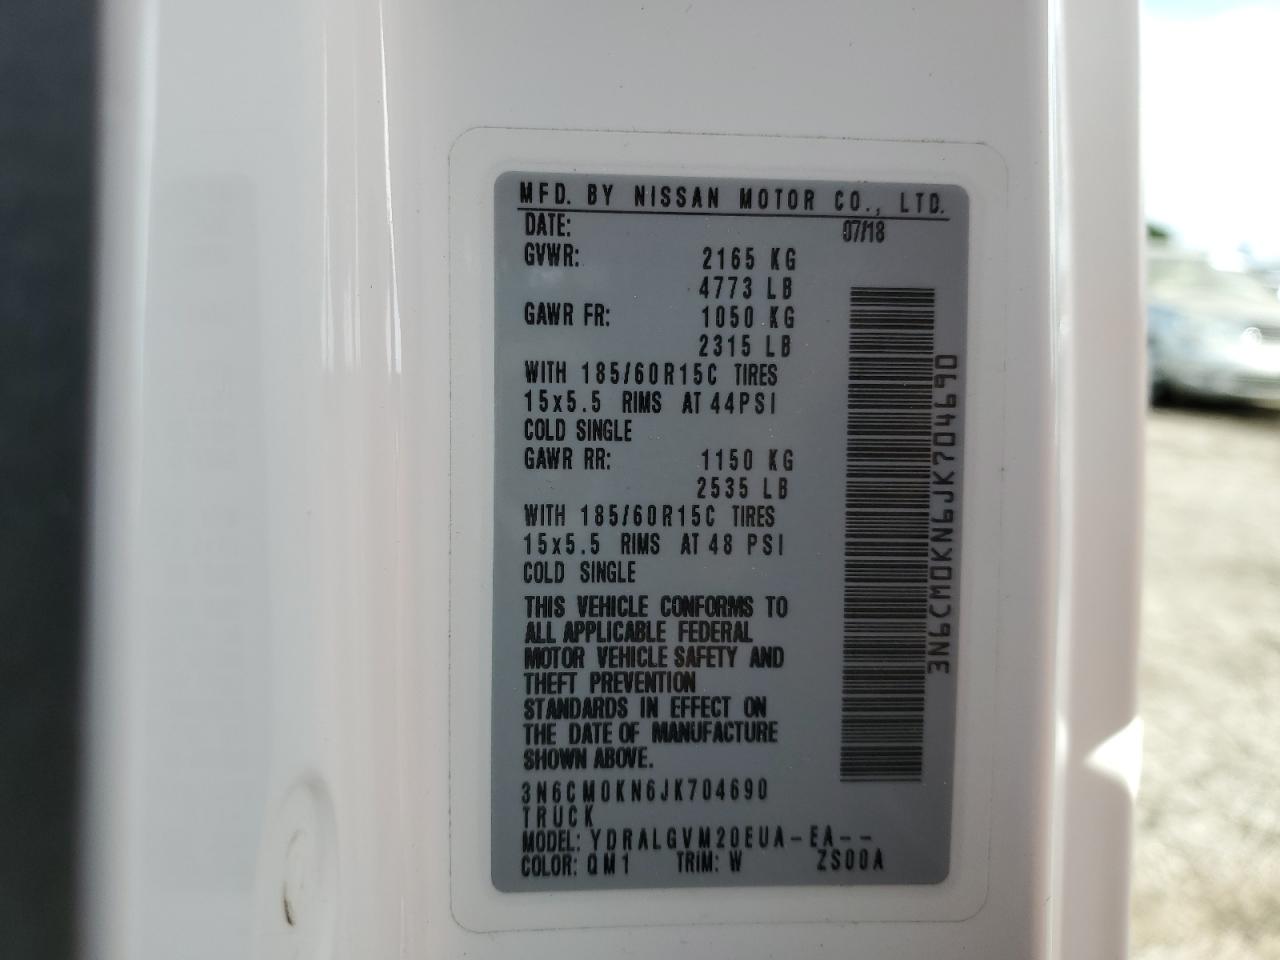 MFD. BY NISSAN MOTOR CO., LTD.
DATE: 07/18
GVWR: 2165 KG
4773 LB
GAWR FR: 1050 KG
2315 LB
WITH 185/60R15C TIRES
15x5.5 RIMS AT 44PSI
COLD SINGLE
GAWR RR: 1150 KG
2535 LB
WITH 185/60R15C TIRES
15x5.5 RIMS AT 48 PSI
COLD SINGLE
THIS VEHICLE CONFORMS TO
ALL APPLICABLE FEDERAL
MOTOR VEHICLE SAFETY AND
THEFT PREVENTION
STANDARDS IN EFFECT ON
THE DATE OF MANUFACTURE
SHOWN ABOVE.
3N6CM0KN6JK704690
TRUCK
MODEL: YDRALGVM20EUA-EA--
COLOR: QM1 TRIM: W ZS00A
3N6CM0KN6JK704690